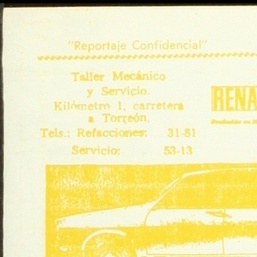 "Reportaje Confidencial"
Taller Mecánico
y Servicio.
Kilómetro 1, carretera
a Torreón.
Tels.: Refacciones: 31-81
Servicio: 53-13
RENA